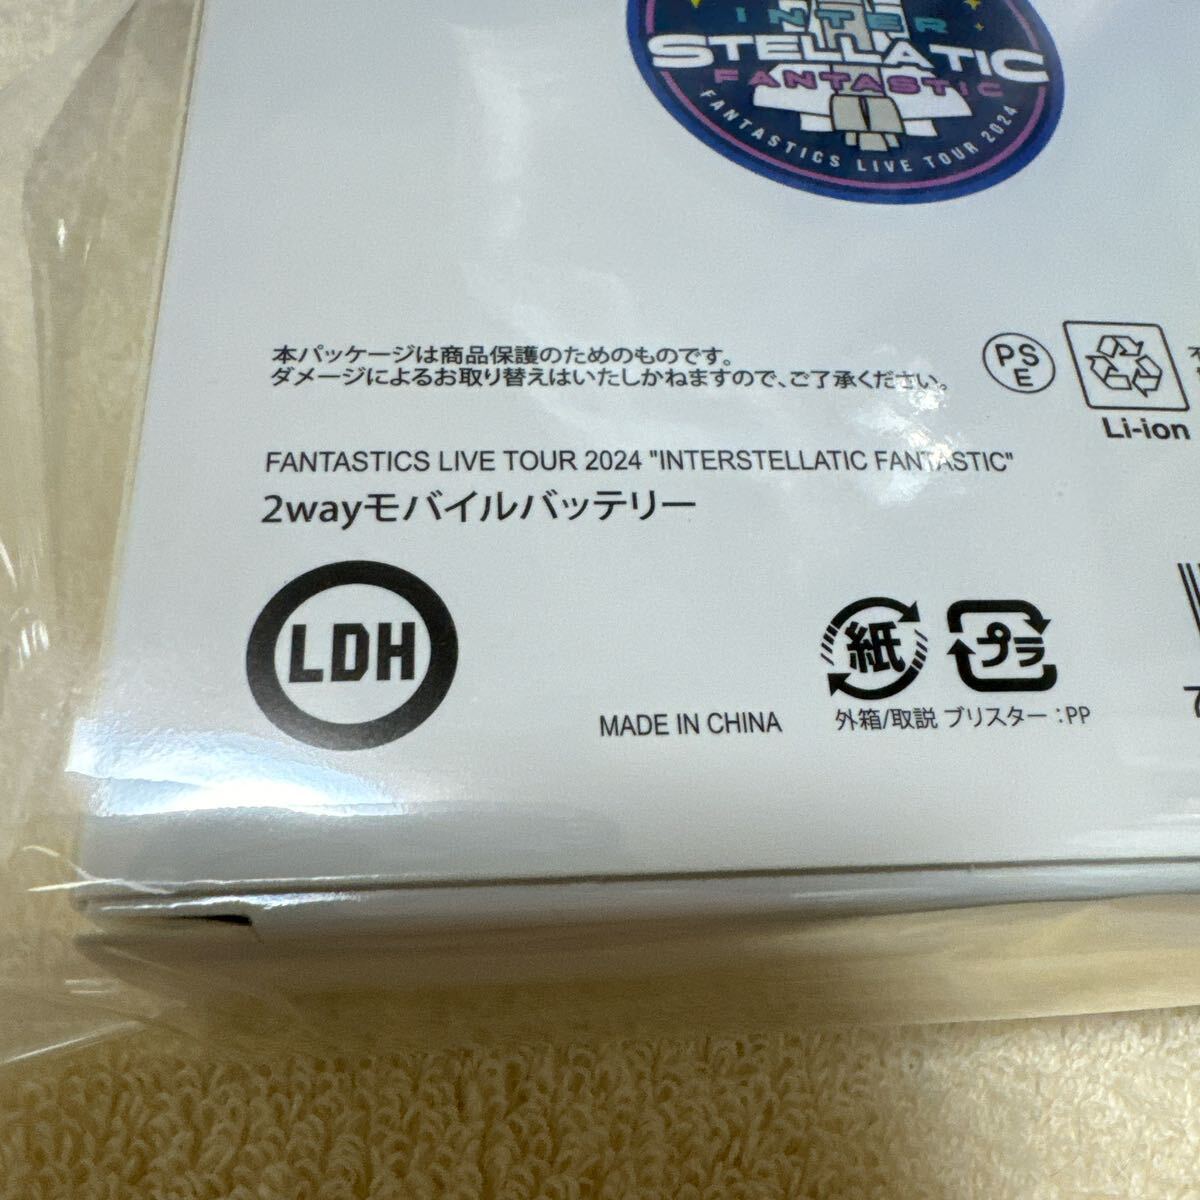 INTER
STELLATIC
FANTASTIC
FANTASTICS LIVE TOUR 2024
本パッケージは商品保護のためのものです。
ダメージによるお取り替えはいたしかねますので、ご了承ください。
PS
E
Li-ion
FANTASTICS LIVE TOUR 2024 "INTERSTELLATIC FANTASTIC"
2wayモバイルバッテリー
LDH
MADE IN CHINA
紙
プラ
外箱/取説 ブリスター：PP